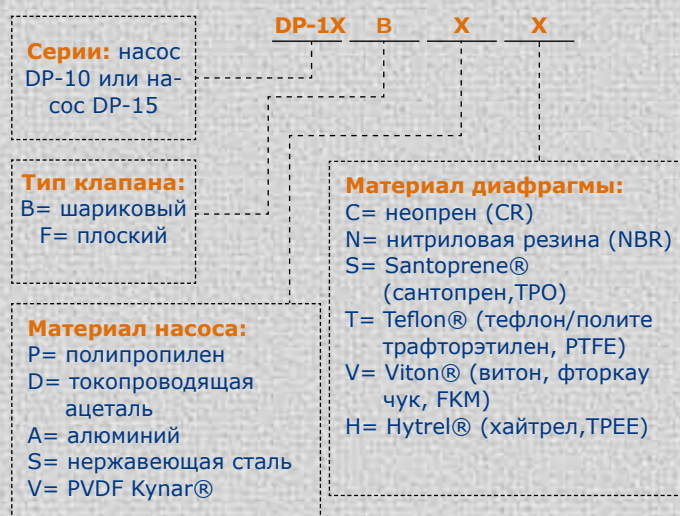 DP-1X B X X
Серии: насос
DP-10 или на-
сос DP-15
Тип клапана:
B= шариковый
F= плоский
Материал насоса:
P= полипропилен
D= токопроводящая
ацеталь
A= алюминий
S= нержавеющая сталь
V= PVDF Kynar®
Материал диафрагмы:
C= неопрен (CR)
N= нитриловая резина (NBR)
S= Santoprene®
(сантопрен,TPO)
T= Teflon® (тефлон/полите
трафторэтилен, PTFE)
V= Viton® (витон, фторкау
чук, FKM)
H= Hytrel® (хайтрел,TPEE)